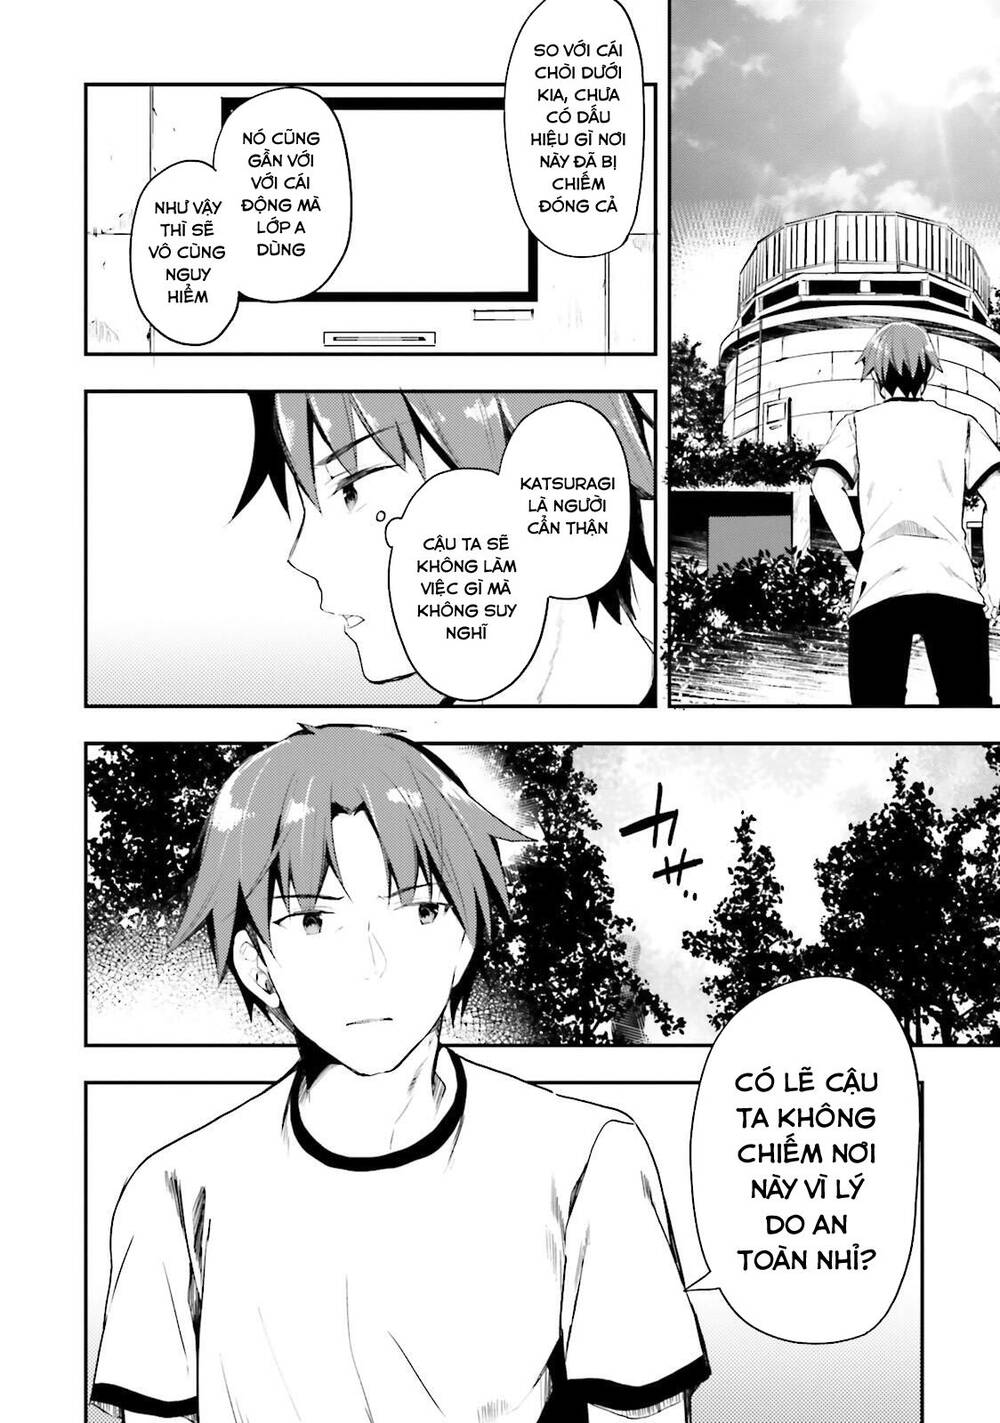 SO VỚI CÁI
CHÒI DƯỚI
KIA, CHƯA
CÓ DẤU
HIỆU GÌ NƠI
NÀY ĐÃ BỊ
CHIẾM
ĐÓNG CẢ
NÓ CŨNG
GẦN VỚI
VỚI CÁI
ĐỘNG MÀ
LỚP A
DÙNG
NHƯ VẬY
THÌ SẼ
VÔ CÙNG
NGUY
HIỂM
KATSURAGI
LÀ NGƯỜI
CẨN THẬN
CẬU TA SẼ
KHÔNG LÀM
VIỆC GÌ MÀ
KHÔNG SUY
NGHĨ
CÓ LẼ CẬU
TA KHÔNG
CHIẾM NƠI
NÀY VÌ LÝ
DO AN
TOÀN NHỈ?